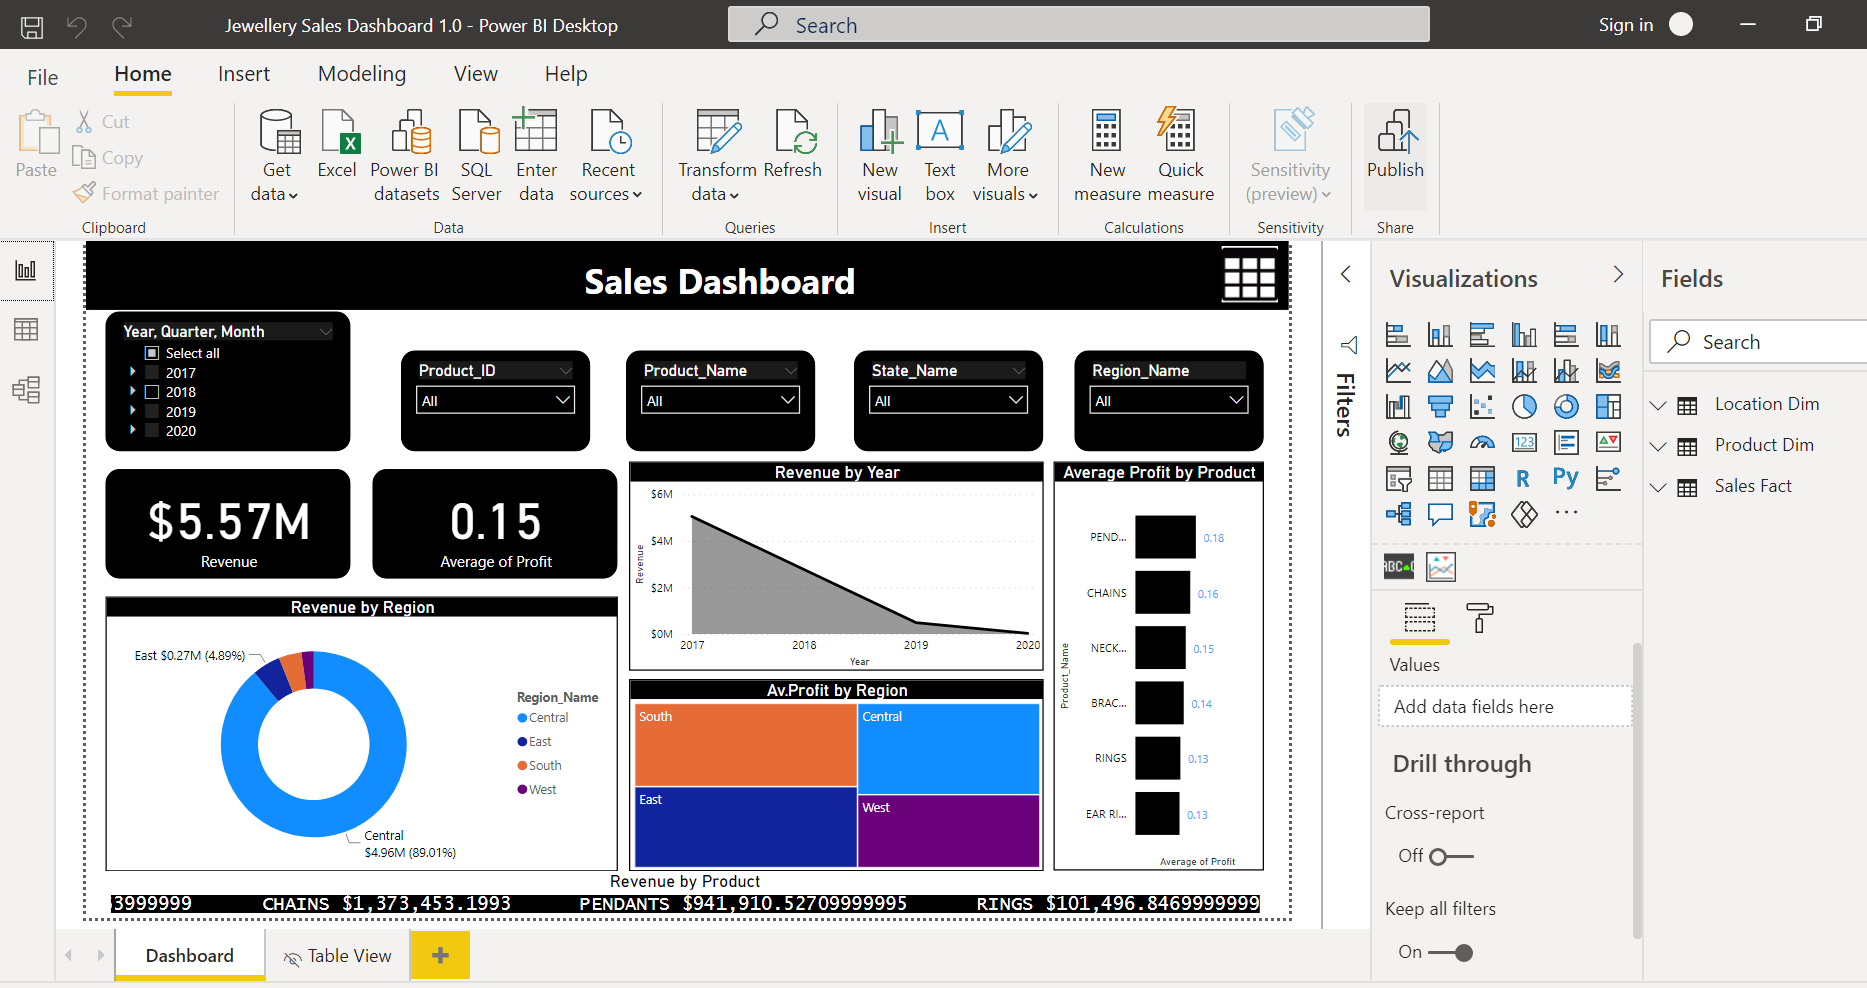 Jewellery Sales Dashboard 1.0 - Power BI Desktop
Search
Sign in
File
Home
Insert
Modeling
View
Help
Paste
Cut
Copy
Format painter
Clipboard
Get data
Excel
Power BI datasets
SQL Server
Enter data
Recent sources
Data
Transform data
Refresh
Queries
New visual
Text box
More visuals
Insert
New measure
Quick measure
Calculations
Sensitivity (preview)
Sensitivity
Publish
Share
Sales Dashboard
Year, Quarter, Month
Select all
2017
2018
2019
2020
Product_ID
All
Product_Name
All
State_Name
All
Region_Name
All
$5.57M
Revenue
0.15
Average of Profit
Revenue by Year
$6M
$4M
$2M
$0M
Revenue
2017
2018
2019
2020
Year
Average Profit by Product
PEND...
0.18
CHAINS
0.16
NECK...
0.15
BRAC...
0.14
RINGS
0.13
EAR RI...
0.13
Product_Name
Average of Profit
Revenue by Region
East $0.27M (4.89%)
Central
$4.96M (89.01%)
Region_Name
Central
East
South
West
Av.Profit by Region
South
Central
East
West
Revenue by Product
3999999 CHAINS $1,373,453.1993 PENDANTS $941,910.52709999995 RINGS $101,496.8469999999
Dashboard
Table View
Filters
Visualizations
123
R
Py
ABC
Values
Add data fields here
Drill through
Cross-report
Off
Keep all filters
On
Fields
Search
Location Dim
Product Dim
Sales Fact